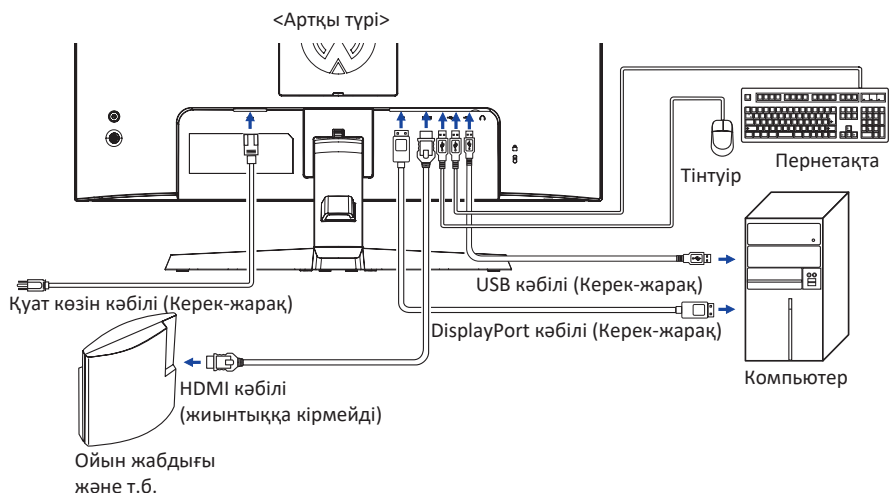 <Артқы түрі>
Тінтуір
Пернетақта
USB кәбілі (Керек-жарақ)
Қуат көзін кәбілі (Керек-жарақ)
DisplayPort кәбілі (Керек-жарақ)
Компьютер
HDMI кәбілі
(жиынтыққа кірмейді)
Ойын жабдығы
және т.б.